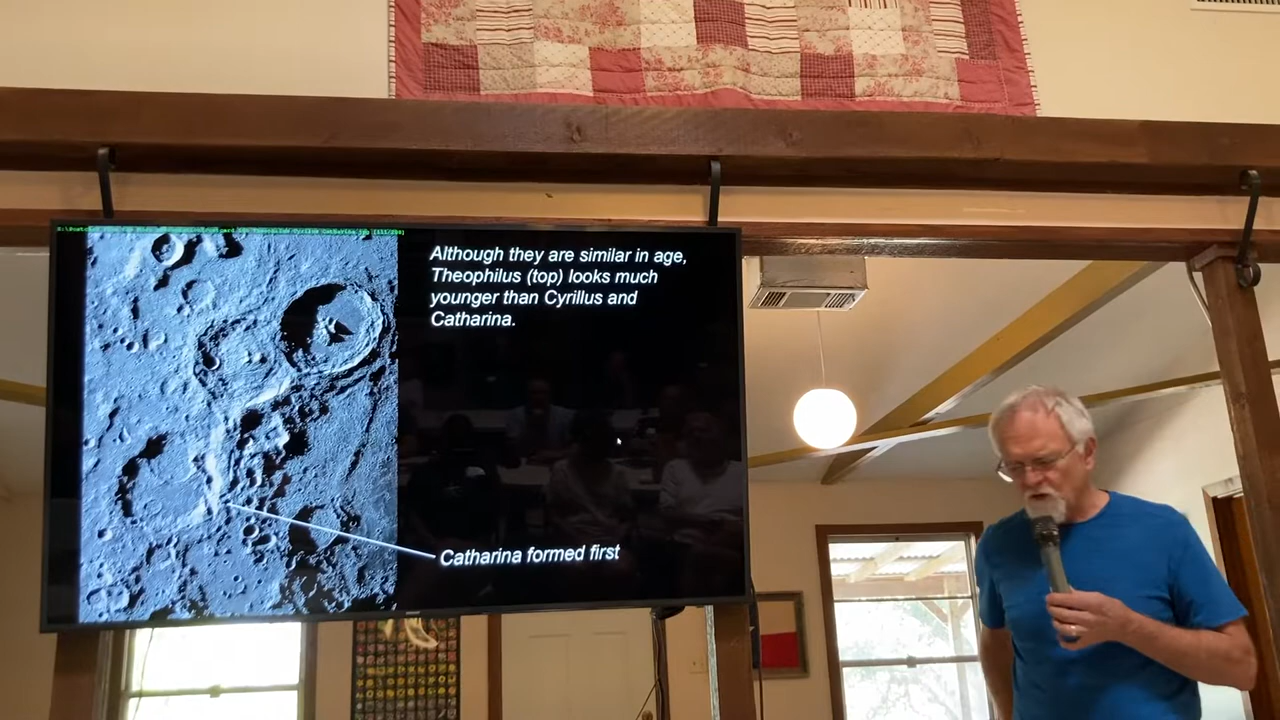 Although they are similar in age,
Theophilus (top) looks much
younger than Cyrillus and
Catharina.
Catharina formed first